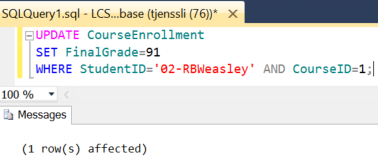 SQLQuery1.sql - LCS...base (tjenssli (76))* ×
UPDATE CourseEnrollment
SET FinalGrade=91
WHERE StudentID='02-RBWeasley' AND CourseID=1;
100 %
Messages
(1 row(s) affected)